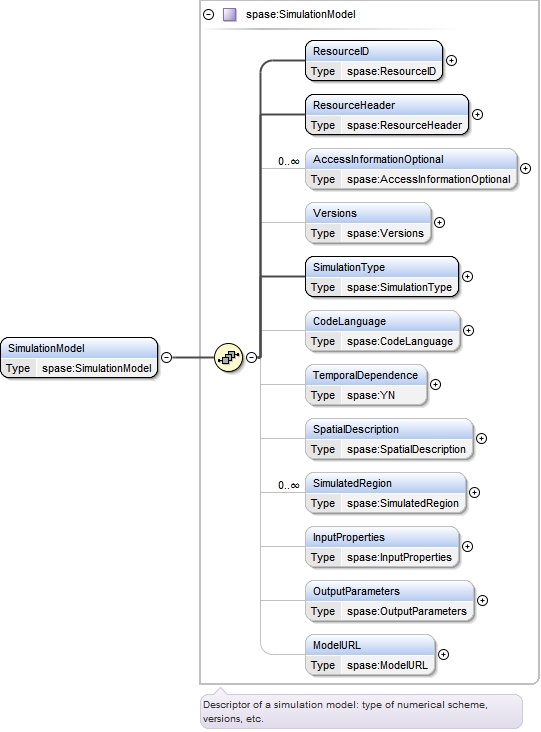 spase:SimulationModel
ResourceID
Type spase:ResourceID
ResourceHeader
Type spase:ResourceHeader
0..∞
AccessInformationOptional
Type spase:AccessInformationOptional
Versions
Type spase:Versions
SimulationType
Type spase:SimulationType
CodeLanguage
Type spase:CodeLanguage
SimulationModel
Type spase:SimulationModel
TemporalDependence
Type spase:YN
SpatialDescription
Type spase:SpatialDescription
0..∞
SimulatedRegion
Type spase:SimulatedRegion
InputProperties
Type spase:InputProperties
OutputParameters
Type spase:OutputParameters
ModelURL
Type spase:ModelURL
Descriptor of a simulation model: type of numerical scheme,
versions, etc.